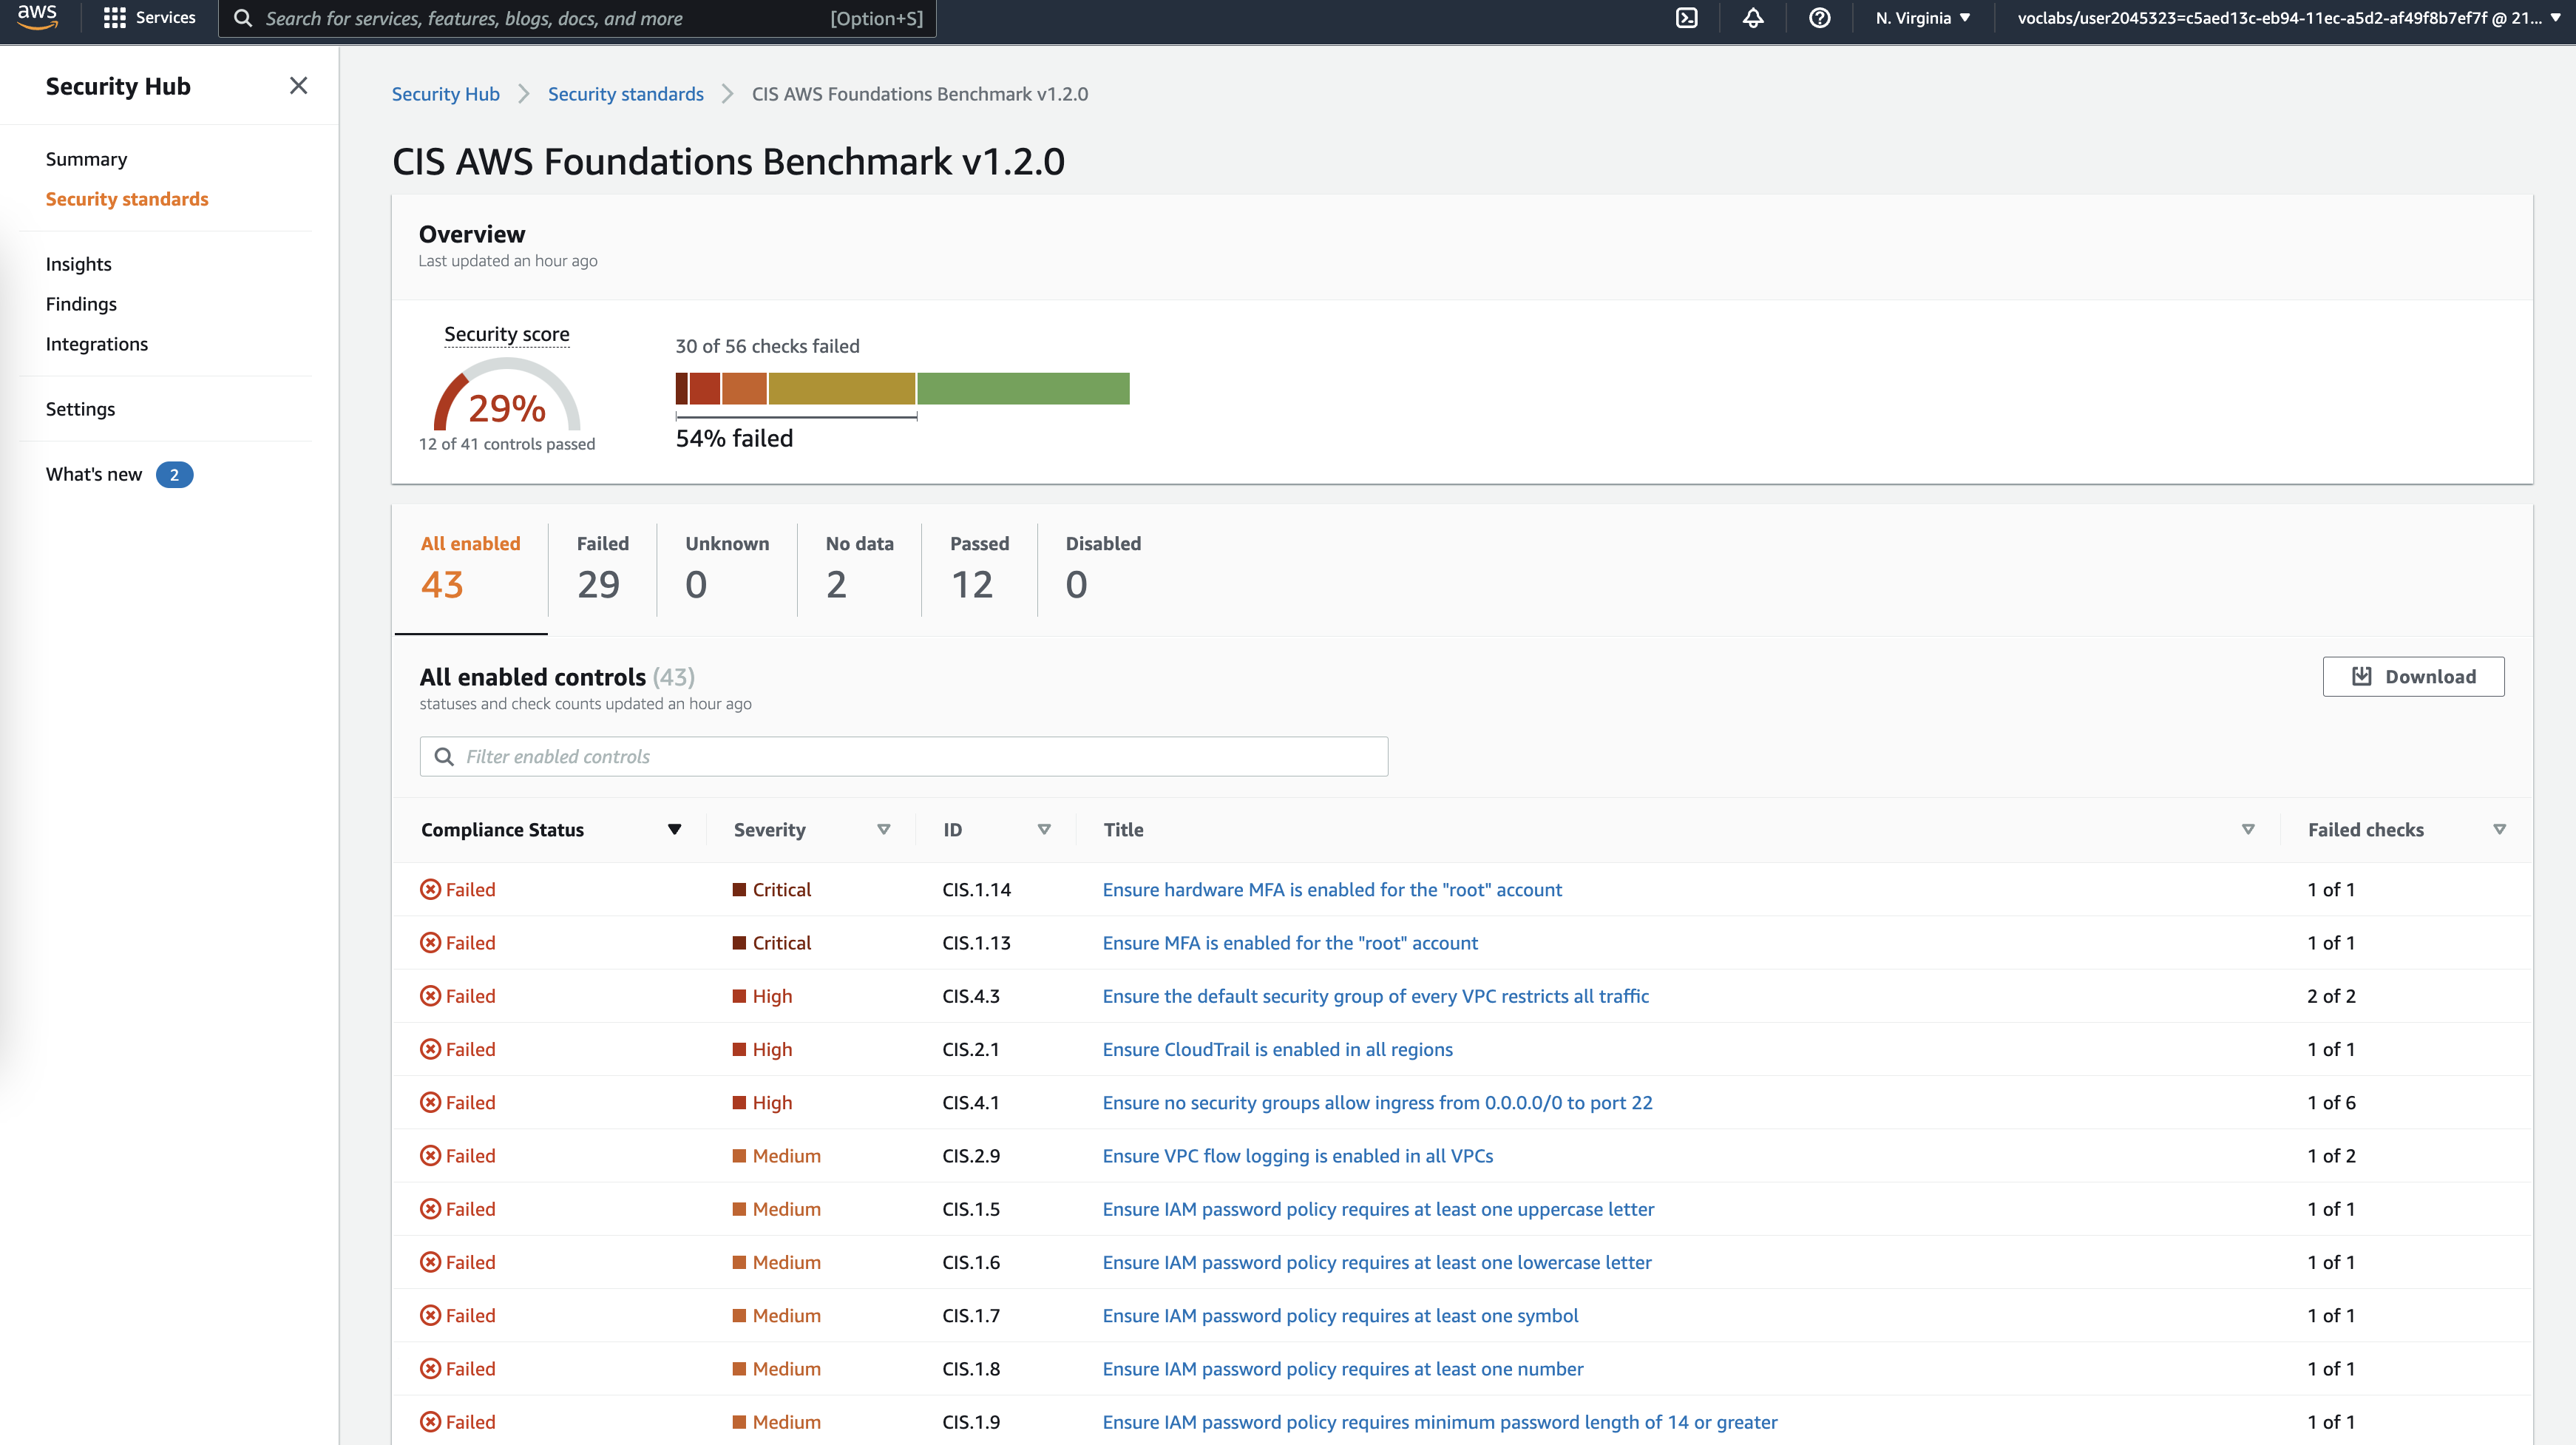 aws Services Search for services, features, blogs, docs, and more [Option+S] N. Virginia voclabs/user2045323=c5aed13c-eb94-11ec-a5d2-af49f8b7ef7f @ 21...
Security Hub
Summary
Security standards
Insights
Findings
Integrations
Settings
What's new 2
Security Hub Security standards CIS AWS Foundations Benchmark v1.2.0
CIS AWS Foundations Benchmark v1.2.0
Overview
Last updated an hour ago
Security score
29%
12 of 41 controls passed
30 of 56 checks failed
54% failed
All enabled Failed Unknown No data Passed Disabled
43 29 0 2 12 0
All enabled controls (43)
statuses and check counts updated an hour ago
Download
Filter enabled controls
Compliance Status Severity ID Title Failed checks
Failed Critical CIS.1.14 Ensure hardware MFA is enabled for the "root" account 1 of 1
Failed Critical CIS.1.13 Ensure MFA is enabled for the "root" account 1 of 1
Failed High CIS.4.3 Ensure the default security group of every VPC restricts all traffic 2 of 2
Failed High CIS.2.1 Ensure CloudTrail is enabled in all regions 1 of 1
Failed High CIS.4.1 Ensure no security groups allow ingress from 0.0.0.0/0 to port 22 1 of 6
Failed Medium CIS.2.9 Ensure VPC flow logging is enabled in all VPCs 1 of 2
Failed Medium CIS.1.5 Ensure IAM password policy requires at least one uppercase letter 1 of 1
Failed Medium CIS.1.6 Ensure IAM password policy requires at least one lowercase letter 1 of 1
Failed Medium CIS.1.7 Ensure IAM password policy requires at least one symbol 1 of 1
Failed Medium CIS.1.8 Ensure IAM password policy requires at least one number 1 of 1
Failed Medium CIS.1.9 Ensure IAM password policy requires minimum password length of 14 or greater 1 of 1